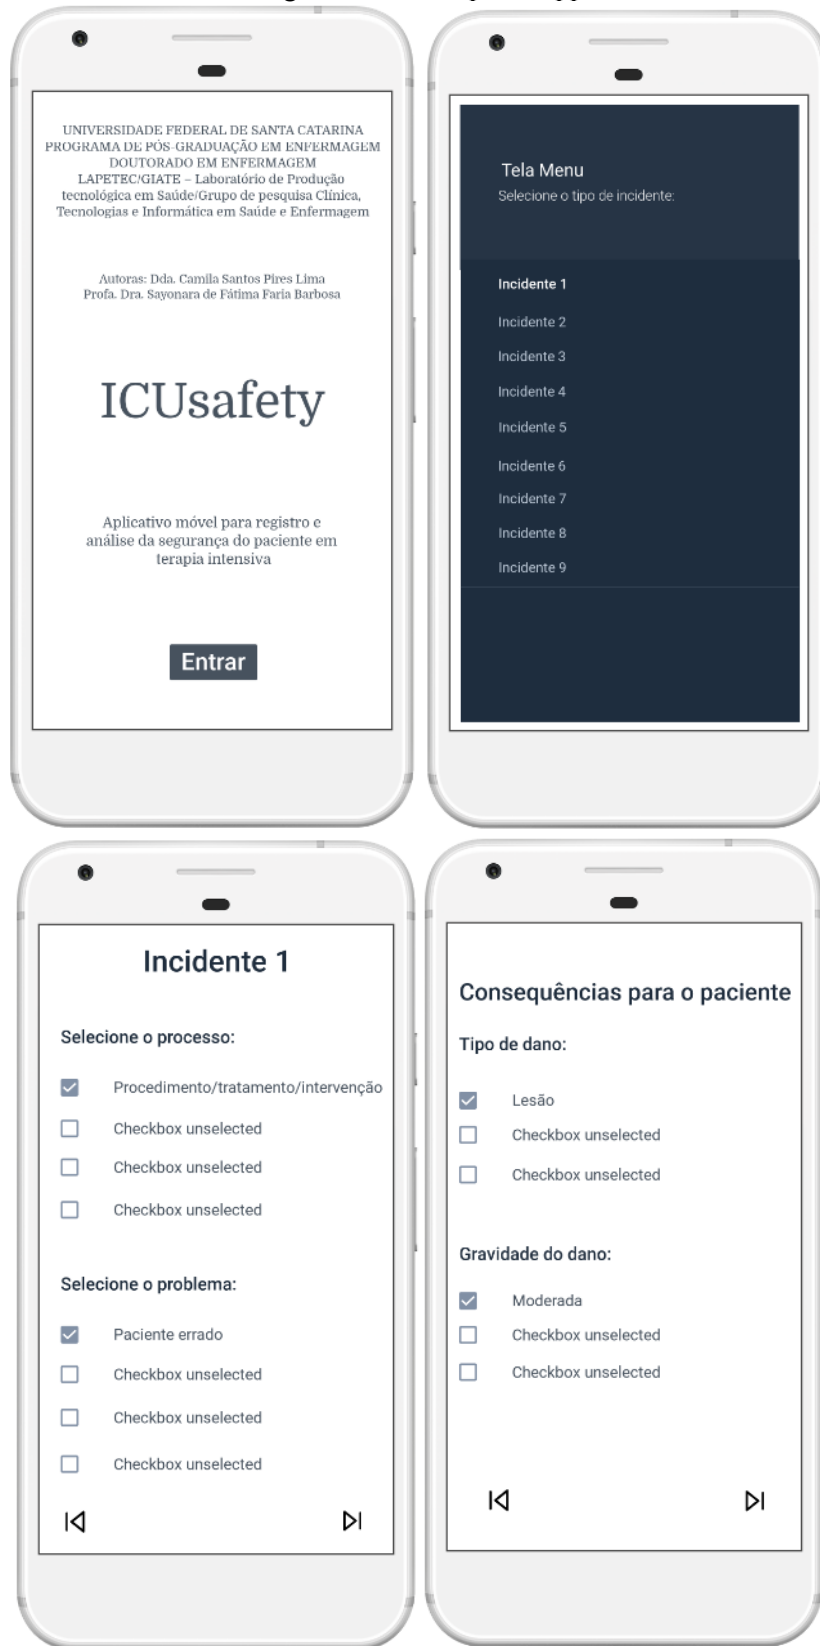 UNIVERSIDADE FEDERAL DE SANTA CATARINA
PROGRAMA DE PÓS-GRADUAÇÃO EM ENFERMAGEM
DOUTORADO EM ENFERMAGEM
LAPETEC/GIATE – Laboratório de Produção
tecnológica em Saúde/Grupo de pesquisa Clínica,
Tecnologias e Informática em Saúde e Enfermagem
Autoras: Dda. Camila Santos Pires Lima
Profa. Dra. Sayonara de Fátima Faria Barbosa
ICUsafety
Aplicativo móvel para registro e
análise da segurança do paciente em
terapia intensiva
Entrar
Tela Menu
Selecione o tipo de incidente:
Incidente 1
Incidente 2
Incidente 3
Incidente 4
Incidente 5
Incidente 6
Incidente 7
Incidente 8
Incidente 9
Incidente 1
Selecione o processo:
Procedimento/tratamento/intervenção
Checkbox unselected
Checkbox unselected
Checkbox unselected
Selecione o problema:
Paciente errado
Checkbox unselected
Checkbox unselected
Checkbox unselected
Consequências para o paciente
Tipo de dano:
Lesão
Checkbox unselected
Checkbox unselected
Gravidade do dano:
Moderada
Checkbox unselected
Checkbox unselected